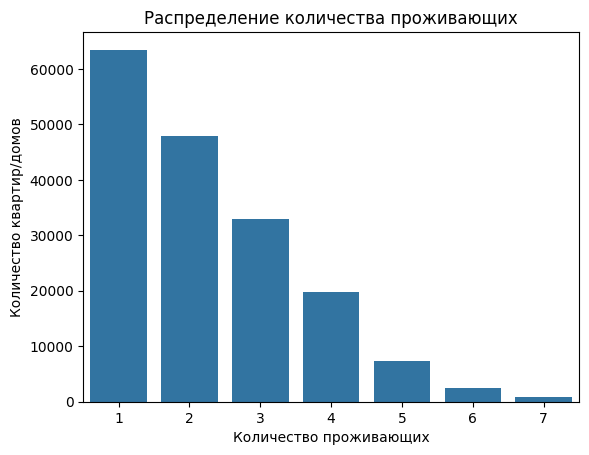 Распределение количества проживающих
Количество квартир/домов
60000
50000
40000
30000
20000
10000
0
1 2 3 4 5 6 7
Количество проживающих